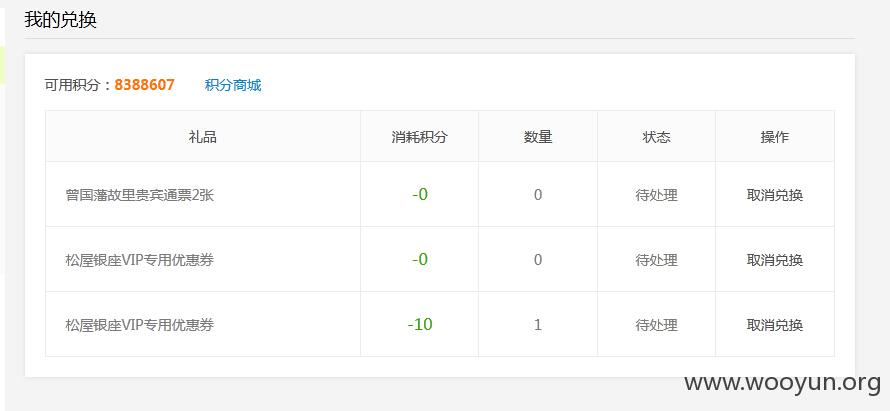 我的兑换
可用积分：8388607 积分商城
礼品 消耗积分 数量 状态 操作
曾国藩故里贵宾通票2张 -0 0 待处理 取消兑换
松屋银座VIP专用优惠券 -0 0 待处理 取消兑换
松屋银座VIP专用优惠券 -10 1 待处理 取消兑换
www.wooyun.org